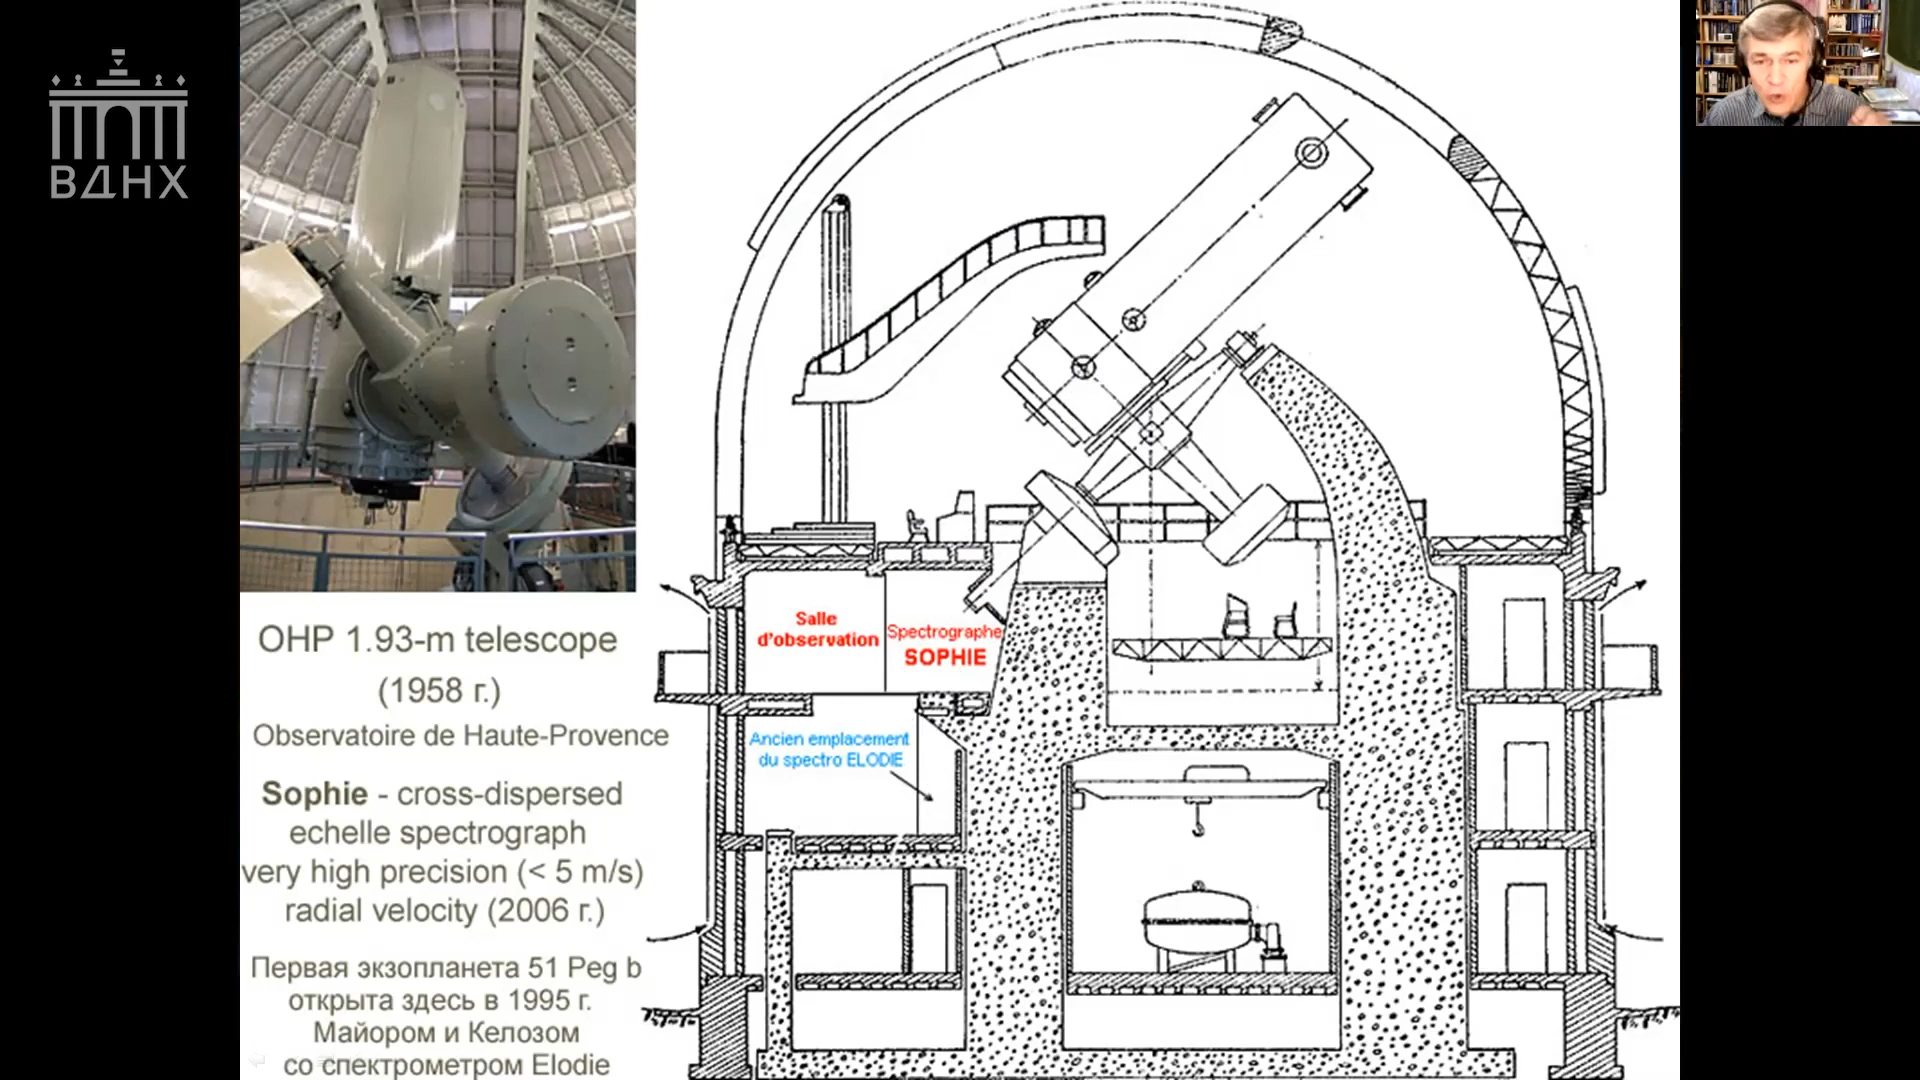 ВДНХ
OHP 1.93-m telescope
(1958 г.)
Observatoire de Haute-Provence
Sophie - cross-dispersed
echelle spectrograph
very high precision (< 5 m/s)
radial velocity (2006 г.)
Первая экзопланета 51 Peg b
открыта здесь в 1995 г.
Майором и Келозом
со спектрометром Elodie
Salle
d'observation
Spectrographe
SOPHIE
Ancien emplacement
du spectro ELODIE